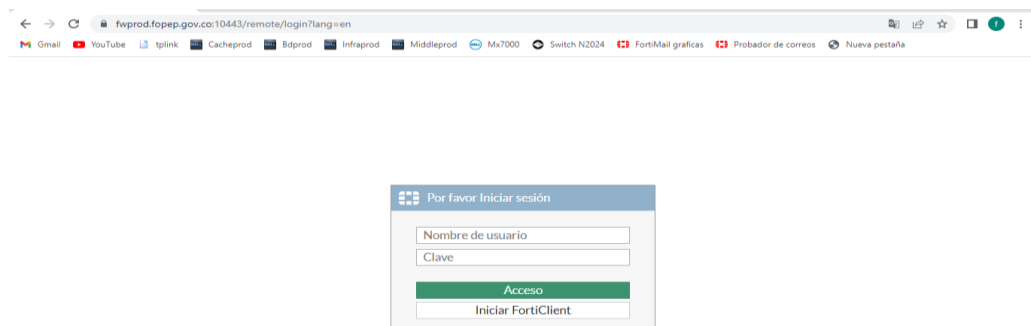 fwprod.fopep.gov.co:10443/remote/login?lang=en
Gmail YouTube tplink Cacheprod Bdprod Infraprod Middleprod Mx7000 Switch N2024 FortiMail graficas Probador de correos Nueva pestaña
Por favor Iniciar sesión
Nombre de usuario
Clave
Acceso
Iniciar FortiClient